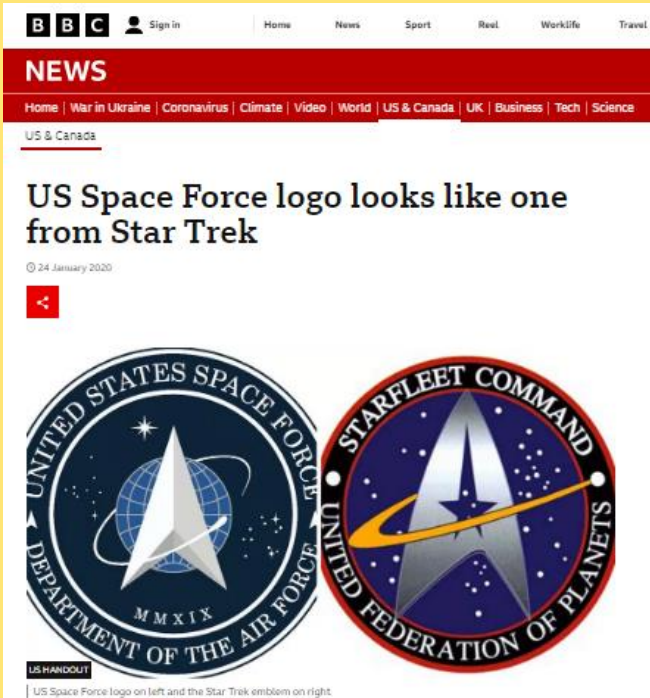 BBC Sign in Home News Sport Reel Worklife Travel
NEWS
Home | War in Ukraine | Coronavirus | Climate | Video | World | US & Canada | UK | Business | Tech | Science
US & Canada
US Space Force logo looks like one
from Star Trek
24 January 2020
UNITED STATES SPACE FORCE
MMXIX
DEPARTMENT OF THE AIR FORCE
STARFLEET COMMAND
UNITED FEDERATION OF PLANETS
US HANDOUT
US Space Force logo on left and the Star Trek emblem on right